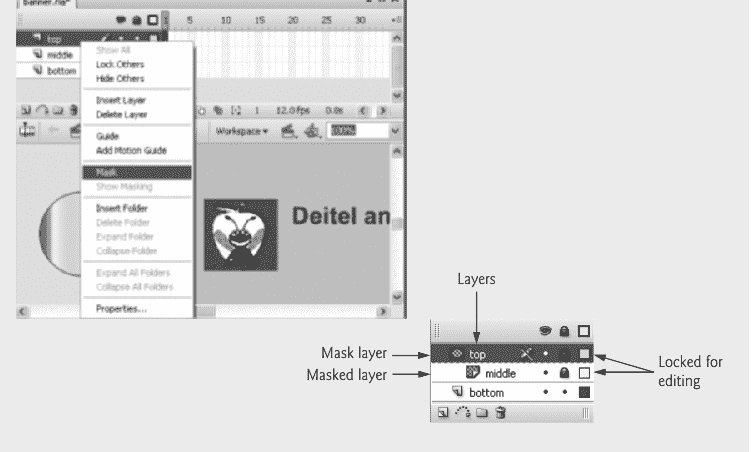 banner.fla*
5 10 15 20 25 30
top
middle
bottom
Show All
Lock Others
Hide Others
Insert Layer
Delete Layer
Guide
Add Motion Guide
Mask
Show Masking
Insert Folder
Delete Folder
Expand Folder
Collapse Folder
Expand All Folders
Collapse All Folders
Properties...
1 12.0 fps 0.0s
Workspace
100%
Deitel an
Layers
Mask layer
top
Masked layer
middle
bottom
Locked for
editing